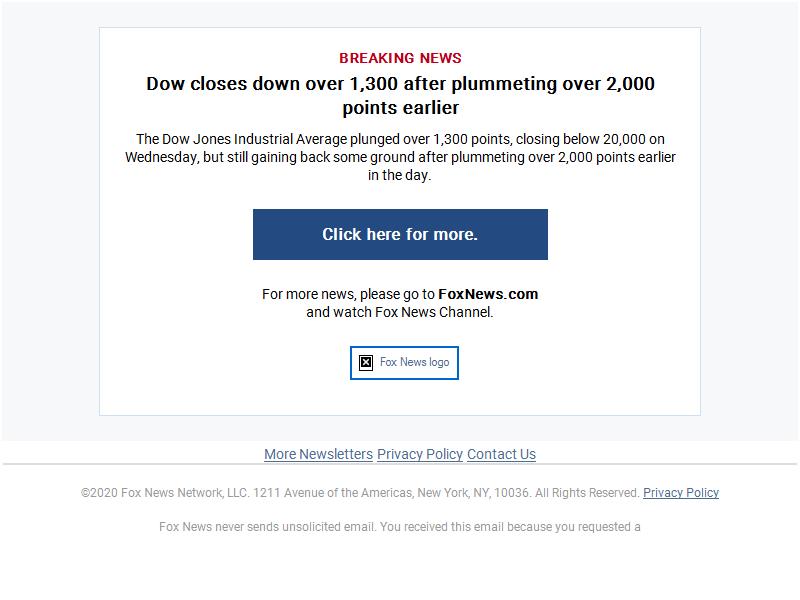 BREAKING NEWS
Dow closes down over 1,300 after plummeting over 2,000
points earlier
The Dow Jones Industrial Average plunged over 1,300 points, closing below 20,000 on
Wednesday, but still gaining back some ground after plummeting over 2,000 points earlier
in the day.
Click here for more.
For more news, please go to FoxNews.com
and watch Fox News Channel.
Fox News logo
More Newsletters Privacy Policy Contact Us
©2020 Fox News Network, LLC. 1211 Avenue of the Americas, New York, NY, 10036. All Rights Reserved. Privacy Policy
Fox News never sends unsolicited email. You received this email because you requested a